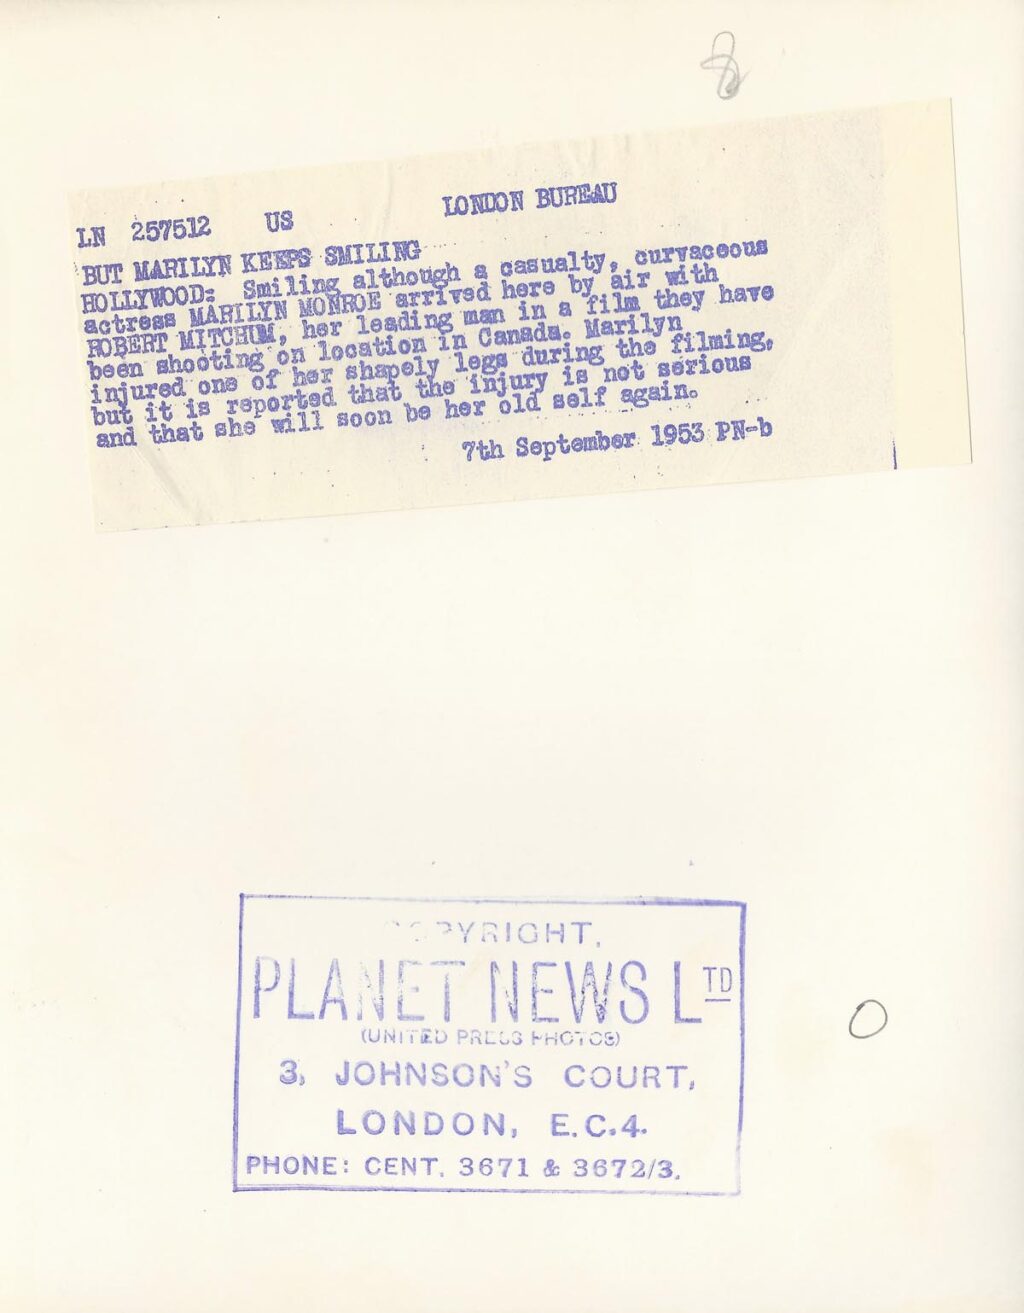 8
LN 257512 US LONDON BUREAU
BUT MARILYN KEEPS SMILING
HOLLYWOOD: Smiling although a casualty, curvaceous
actress MARILYN MONROE arrived here by air with
ROBERT MITCHUM, her leading man in a film they have
been shooting on location in Canada. Marilyn
injured one of her shapely legs during the filming,
but it is reported that the injury is not serious
and that she will soon be her old self again.
7th September 1953 PN-b
COPYRIGHT,
PLANET NEWS LTD
(UNITED PRESS PHOTOS)
3, JOHNSON'S COURT,
LONDON, E.C.4.
PHONE: CENT. 3671 & 3672/3.
O